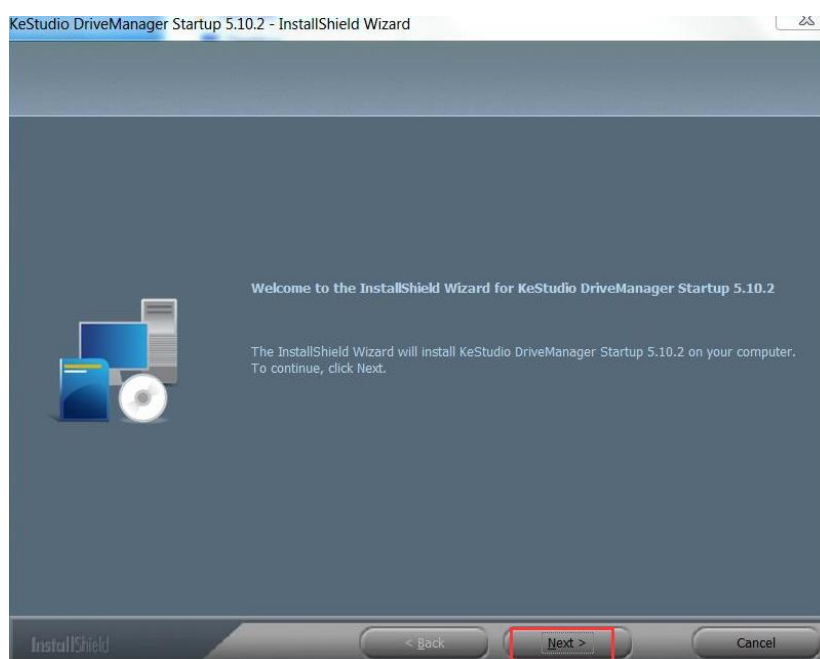 KeStudio DriveManager Startup 5.10.2 - InstallShield Wizard
Welcome to the InstallShield Wizard for KeStudio DriveManager Startup 5.10.2
The InstallShield Wizard will install KeStudio DriveManager Startup 5.10.2 on your computer.
To continue, click Next.
InstallShield
< Back
Next >
Cancel